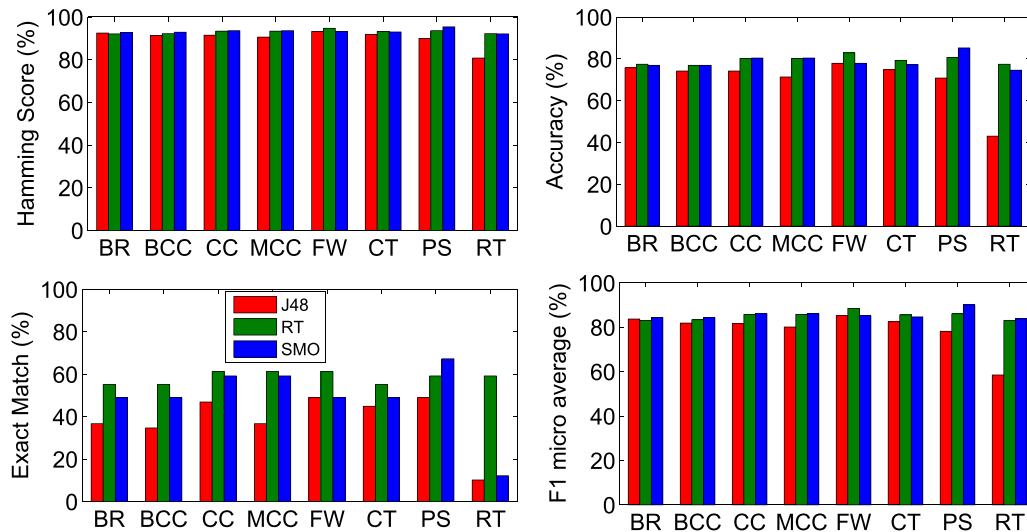 Hamming Score (%)
100
80
60
40
20
0
BR BCC CC MCC FW CT PS RT
Accuracy (%)
100
80
60
40
20
0
BR BCC CC MCC FW CT PS RT
Exact Match (%)
100
80
60
40
20
0
J48
RT
SMO
BR BCC CC MCC FW CT PS RT
F1 micro average (%)
100
80
60
40
20
0
BR BCC CC MCC FW CT PS RT